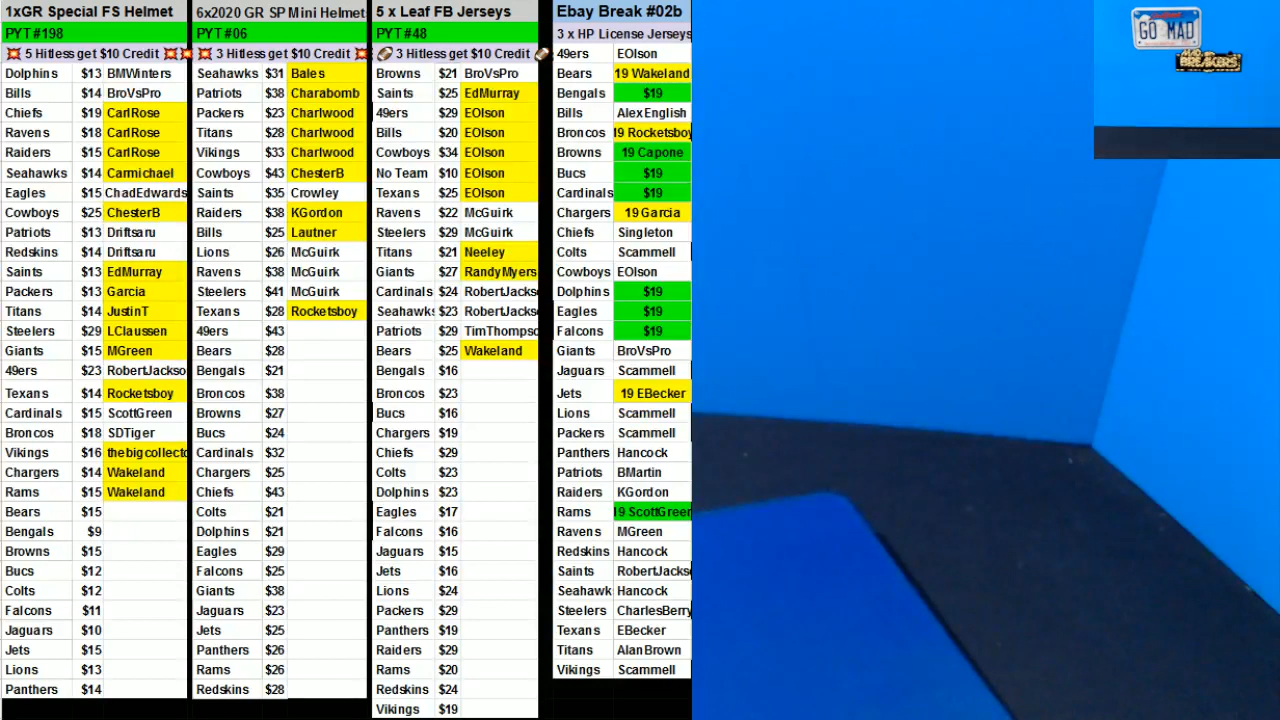 1xGR Special FS Helmet
PYT #198
5 Hitless get $10 Credit
Dolphins $13 BMWinters
Bills $14 BroVsPro
Chiefs $19 CarlRose
Ravens $18 CarlRose
Raiders $15 CarlRose
Seahawks $14 Carmichael
Eagles $15 ChadEdwards
Cowboys $25 ChesterB
Patriots $13 Driftsaru
Redskins $14 Driftsaru
Saints $13 EdMurray
Packers $13 Garcia
Titans $14 JustinT
Steelers $29 LClaussen
Giants $15 MGreen
49ers $23 RobertJackso
Texans $14 Rocketsboy
Cardinals $15 ScottGreen
Broncos $18 SDTiger
Vikings $16 thebigcollecto
Chargers $14 Wakeland
Rams $15 Wakeland
Bears $15
Bengals $9
Browns $15
Bucs $12
Colts $12
Falcons $11
Jaguars $10
Jets $15
Lions $13
Panthers $14
6x2020 GR SP Mini Helmet
PYT #06
3 Hitless get $10 Credit
Seahawks $31 Bales
Patriots $38 Charabomb
Packers $23 Charlwood
Titans $28 Charlwood
Vikings $33 Charlwood
Cowboys $43 ChesterB
Saints $35 Crowley
Raiders $38 KGordon
Bills $25 Lautner
Lions $26 McGuirk
Ravens $38 McGuirk
Steelers $41 McGuirk
Texans $28 Rocketsboy
49ers $43
Bears $28
Bengals $21
Broncos $38
Browns $27
Bucs $24
Cardinals $32
Chargers $25
Chiefs $43
Colts $21
Dolphins $21
Eagles $29
Falcons $25
Giants $38
Jaguars $23
Jets $25
Panthers $26
Rams $26
Redskins $28
5 x Leaf FB Jerseys
PYT #48
3 Hitless get $10 Credit
Browns $21 BroVsPro
Saints $25 EdMurray
49ers $29 EOlson
Bills $20 EOlson
Cowboys $34 EOlson
No Team $10 EOlson
Texans $25 EOlson
Ravens $22 McGuirk
Steelers $29 McGuirk
Titans $21 Neeley
Giants $27 RandyMyers
Cardinals $24 RobertJackso
Seahawks $23 RobertJackso
Patriots $29 TimThompso
Bears $25 Wakeland
Bengals $16
Broncos $23
Bucs $16
Chargers $19
Chiefs $29
Colts $23
Dolphins $23
Eagles $17
Falcons $16
Jaguars $15
Jets $16
Lions $24
Packers $29
Panthers $19
Raiders $29
Rams $20
Redskins $24
Vikings $19
Ebay Break #02b
3 x HP License Jerseys
49ers EOlson
Bears 19 Wakeland
Bengals $19
Bills AlexEnglish
Broncos 19 Rocketsboy
Browns 19 Capone
Bucs $19
Cardinals $19
Chargers 19 Garcia
Chiefs Singleton
Colts Scammell
Cowboys EOlson
Dolphins $19
Eagles $19
Falcons $19
Giants BroVsPro
Jaguars Scammell
Jets 19 EBecker
Lions Scammell
Packers Scammell
Panthers Hancock
Patriots BMartin
Raiders KGordon
Rams 19 ScottGreen
Ravens MGreen
Redskins Hancock
Saints RobertJackso
Seahawk Hancock
Steelers CharlesBerry
Texans EBecker
Titans AlanBrown
Vikings Scammell
GO MAD
MAD
BREAKERS